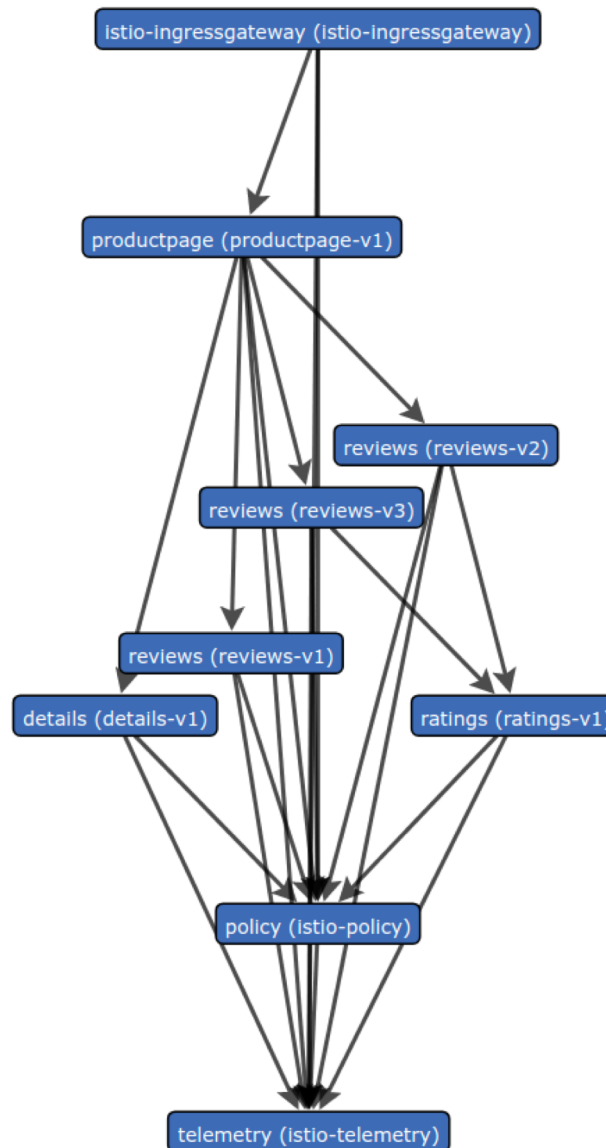 istio-ingressgateway (istio-ingressgateway)
productpage (productpage-v1)
reviews (reviews-v2)
reviews (reviews-v3)
reviews (reviews-v1)
details (details-v1)
ratings (ratings-v1)
policy (istio-policy)
telemetry (istio-telemetry)